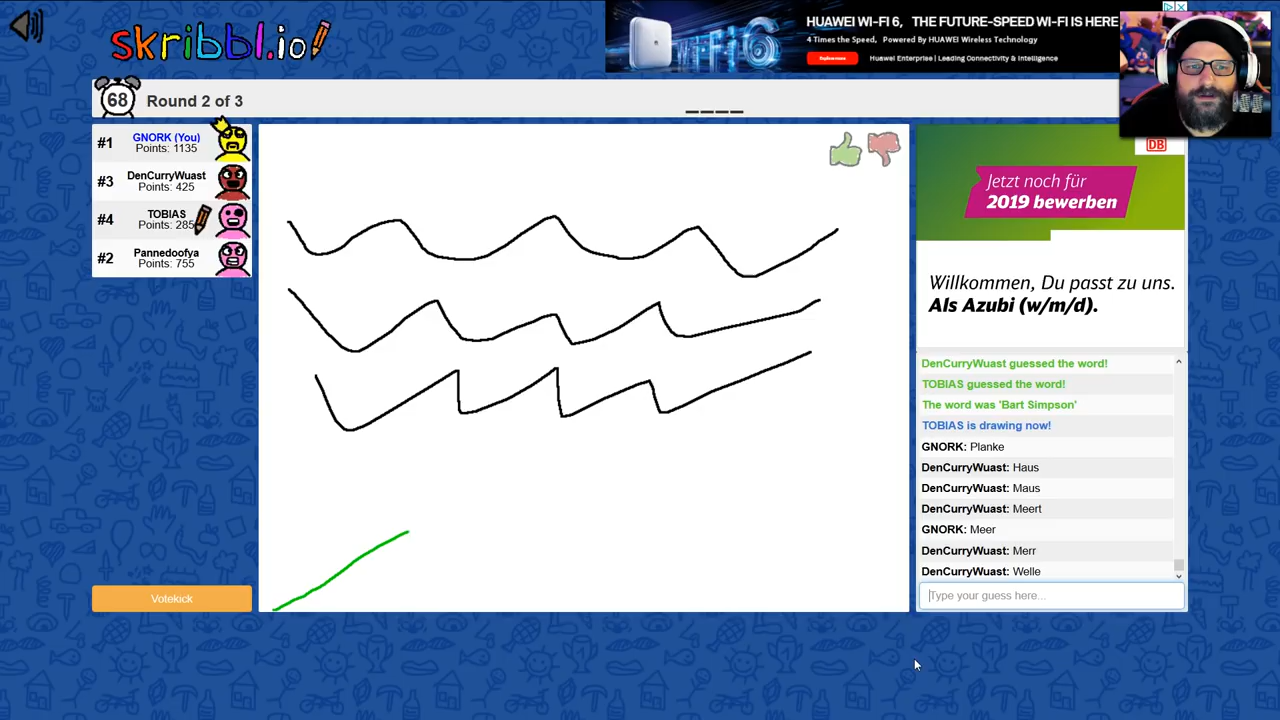 skribbl.io
HUAWEI WI-FI 6, THE FUTURE-SPEED WI-FI IS HERE
4 Times the Speed, Powered By HUAWEI Wireless Technology
Huawei Enterprise | Leading Connectivity & Intelligence
68
Round 2 of 3
_ _ _ _
#1
GNORK (You)
Points: 1135
#3
DenCurryWuast
Points: 425
#4
TOBIAS
Points: 285
#2
Pannedoofya
Points: 755
Votekick
DB
Jetzt noch für
2019 bewerben
Willkommen, Du passt zu uns.
Als Azubi (w/m/d).
DenCurryWuast guessed the word!
TOBIAS guessed the word!
The word was 'Bart Simpson'
TOBIAS is drawing now!
GNORK: Planke
DenCurryWuast: Haus
DenCurryWuast: Maus
DenCurryWuast: Meert
GNORK: Meer
DenCurryWuast: Merr
DenCurryWuast: Welle
Type your guess here...